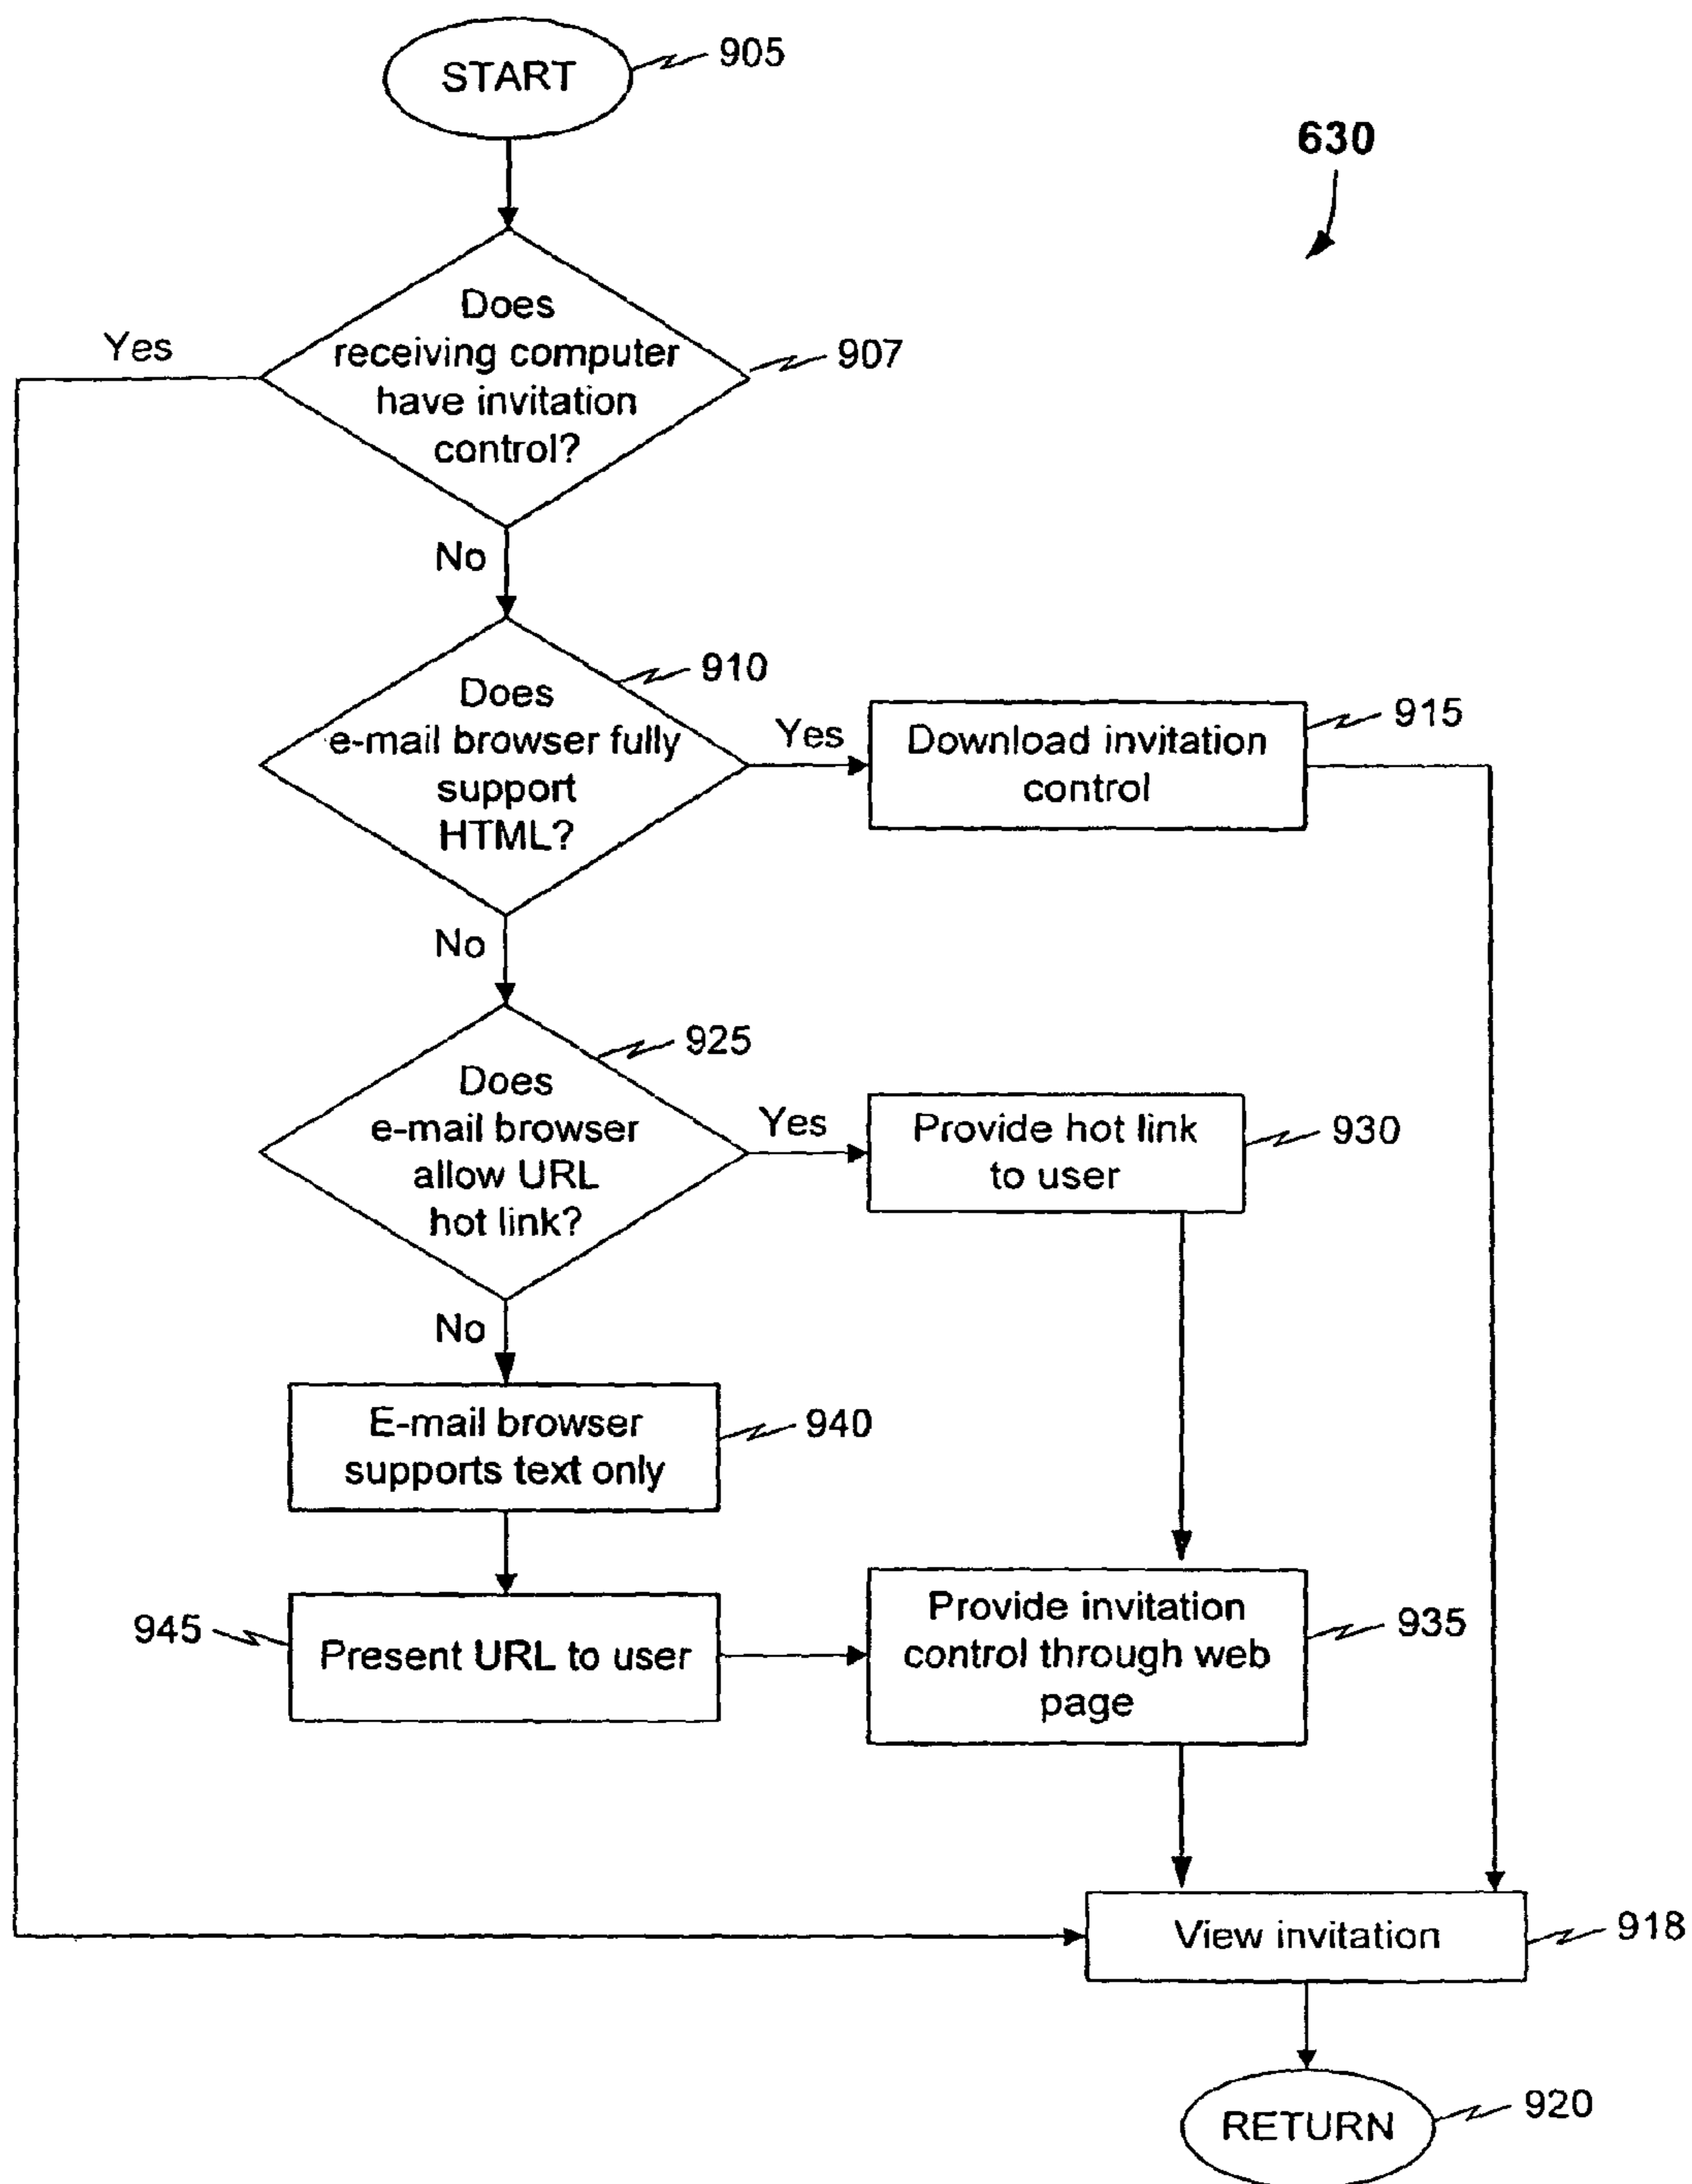 START
905
630
Does
receiving computer
have invitation
control?
907
Yes
No
Does
e-mail browser fully
support
HTML?
910
Yes
Download invitation
control
915
No
Does
e-mail browser
allow URL
hot link?
925
Yes
Provide hot link
to user
930
No
E-mail browser
supports text only
940
945
Present URL to user
Provide invitation
control through web
page
935
View invitation
918
RETURN
920